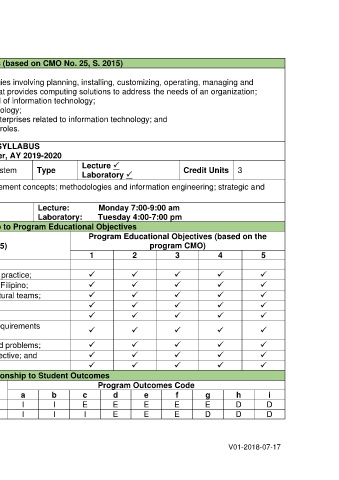 (based on CMO No. 25, S. 2015)
ies involving planning, installing, customizing, operating, managing and
at provides computing solutions to address the needs of an organization;
l of information technology;
ology;
terprises related to information technology; and
roles.
SYLLABUS
er, AY 2019-2020
stem Type Lecture ✓ Laboratory ✓ Credit Units 3
ement concepts; methodologies and information engineering; strategic and
Lecture: Monday 7:00-9:00 am
Laboratory: Tuesday 4:00-7:00 pm
p to Program Educational Objectives
5) Program Educational Objectives (based on the
program CMO)
1 2 3 4 5
practice; ✓ ✓ ✓ ✓ ✓
Filipino; ✓ ✓ ✓ ✓ ✓
tural teams; ✓ ✓ ✓ ✓ ✓
✓ ✓ ✓ ✓ ✓
✓ ✓ ✓ ✓ ✓
equirements ✓ ✓ ✓ ✓ ✓
d problems; ✓ ✓ ✓ ✓ ✓
ective; and ✓ ✓ ✓ ✓ ✓
✓ ✓ ✓ ✓ ✓
onship to Student Outcomes
Program Outcomes Code
a b c d e f g h i
I I E E E E E D D
I I I E E E D D D
V01-2018-07-17